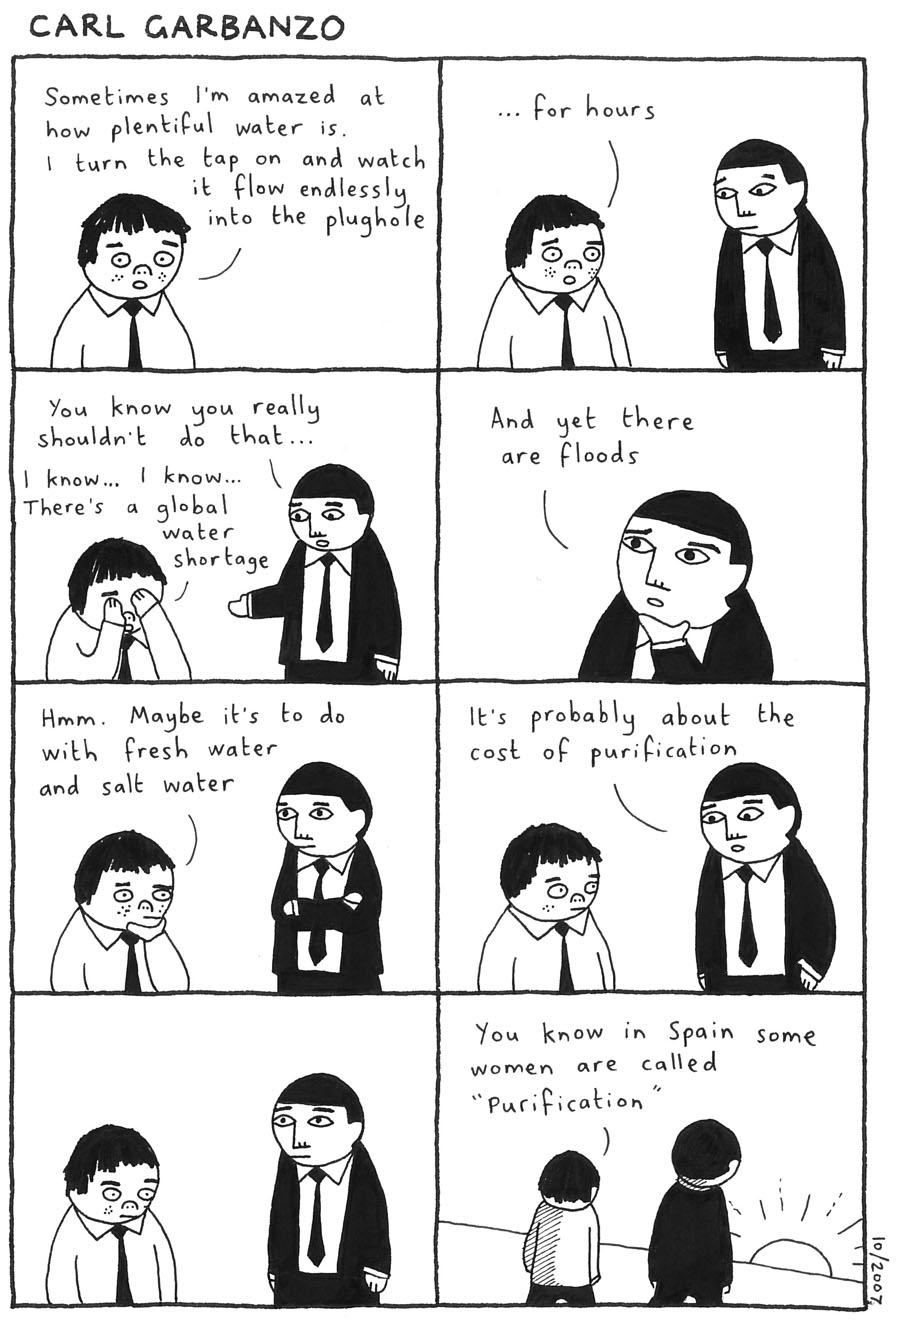 CARL GARBANZO
Sometimes I'm amazed at
how plentiful water is.
I turn the tap on and watch
it flow endlessly
into the plughole
... for hours
You know you really
shouldn't do that...
I know... I know...
There's a global
water
shortage
And yet there
are floods
Hmm. Maybe it's to do
with fresh water
and salt water
It's probably about the
cost of purification
You know in Spain some
women are called
"Purification"
10/2007